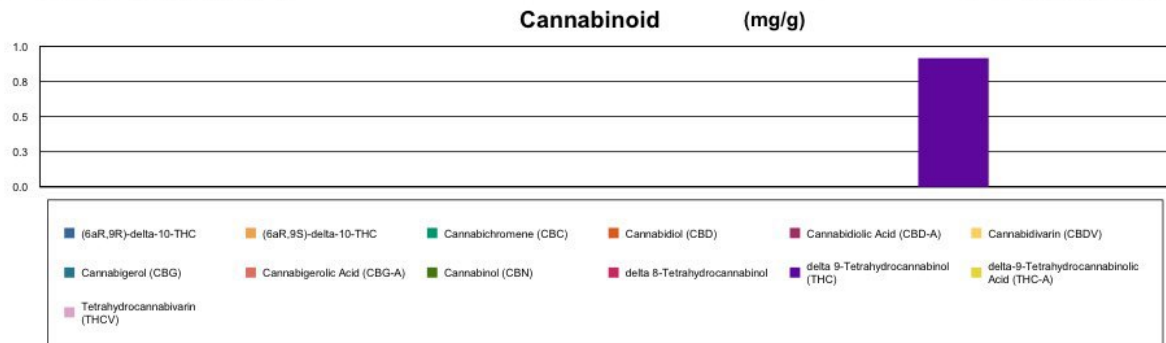 Cannabinoid (mg/g)
1.0
0.8
0.5
0.3
0.0
(6aR,9R)-delta-10-THC
(6aR,9S)-delta-10-THC
Cannabichromene (CBC)
Cannabidiol (CBD)
Cannabidiolic Acid (CBD-A)
Cannabidivarin (CBDV)
Cannabigerol (CBG)
Cannabigerolic Acid (CBG-A)
Cannabinol (CBN)
delta 8-Tetrahydrocannabinol
delta 9-Tetrahydrocannabinol
(THC)
delta-9-Tetrahydrocannabinolic
Acid (THC-A)
Tetrahydrocannabivarin
(THCV)